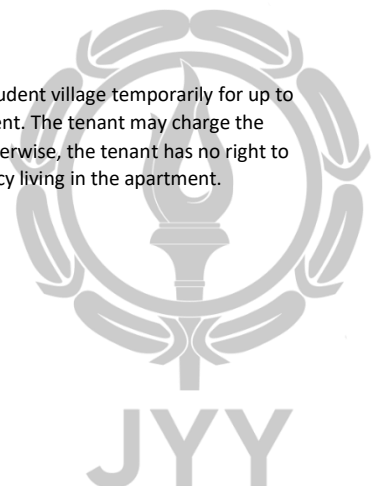 udent village temporarily for up to
ent. The tenant may charge the
erwise, the tenant has no right to
cy living in the apartment.
JYY